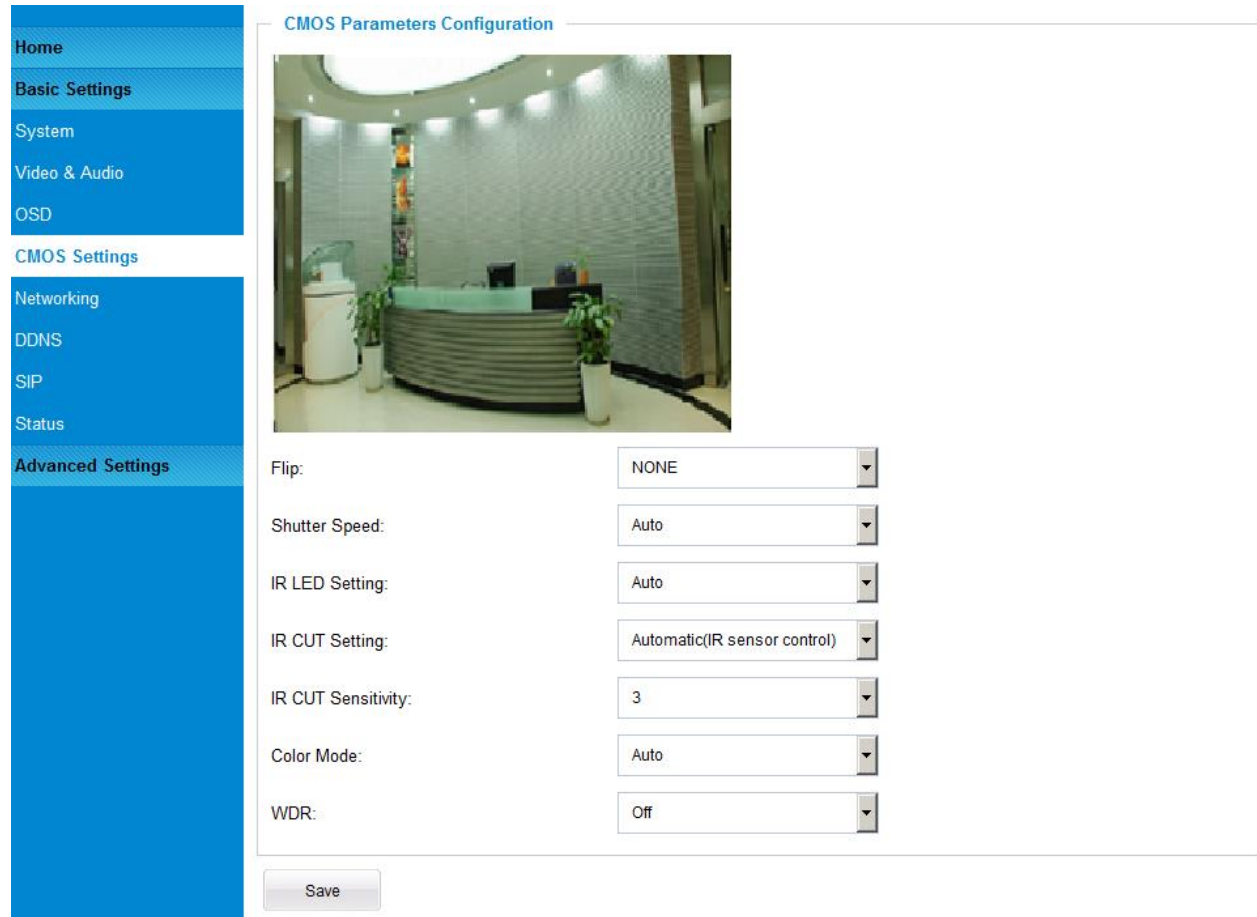 CMOS Parameters Configuration
Home
Basic Settings
System
Video & Audio
OSD
CMOS Settings
Networking
DDNS
SIP
Status
Advanced Settings
Flip: NONE
Shutter Speed: Auto
IR LED Setting: Auto
IR CUT Setting: Automatic(IR sensor control)
IR CUT Sensitivity: 3
Color Mode: Auto
WDR: Off
Save